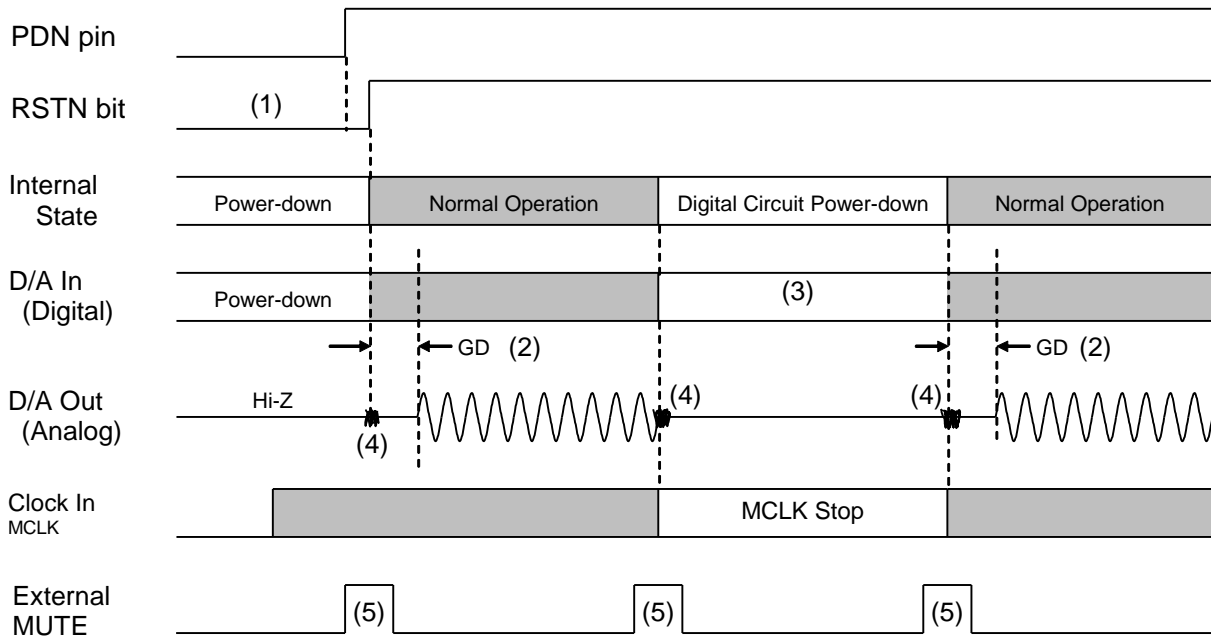 PDN pin
RSTN bit
(1)
Internal
State
Power-down
Normal Operation
Digital Circuit Power-down
Normal Operation
D/A In
(Digital)
Power-down
(3)
GD (2)
GD (2)
D/A Out
(Analog)
Hi-Z
(4)
(4)
(4)
Clock In
MCLK
MCLK Stop
External
MUTE
(5)
(5)
(5)